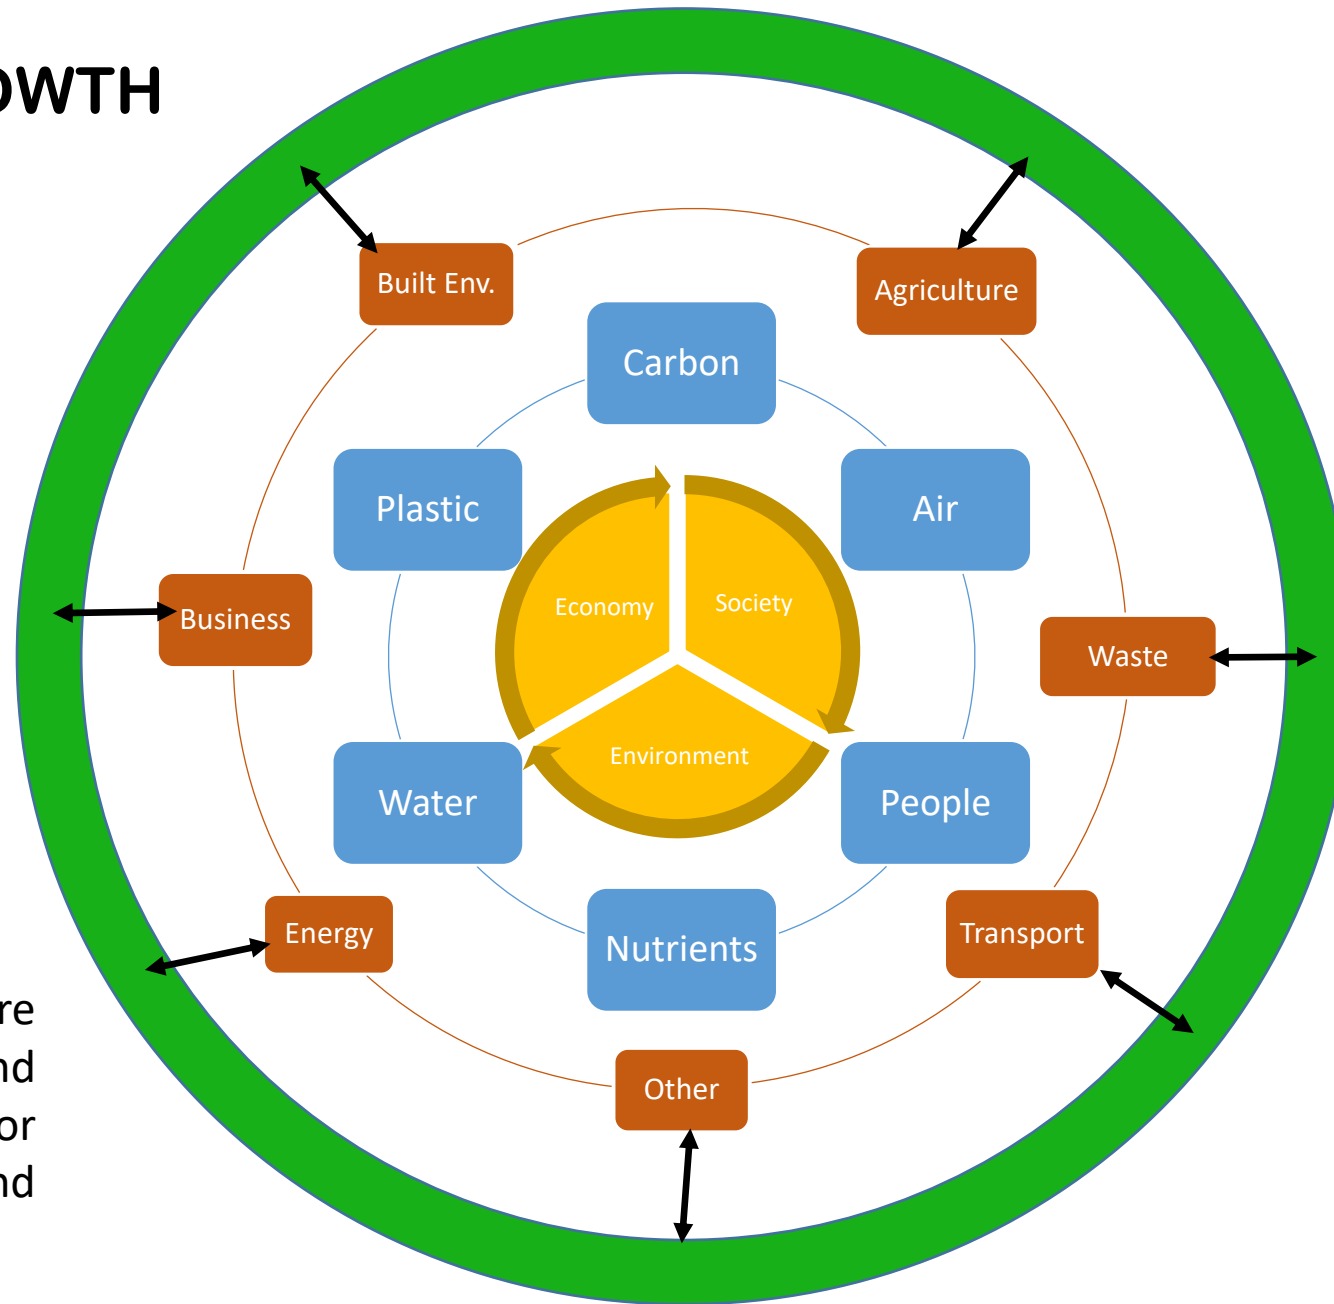 OWTH
Built Env.
Agriculture
Carbon
Plastic
Air
Economy
Society
Business
Waste
Environment
Water
People
Energy
Transport
Nutrients
Other
re
nd
or
nd